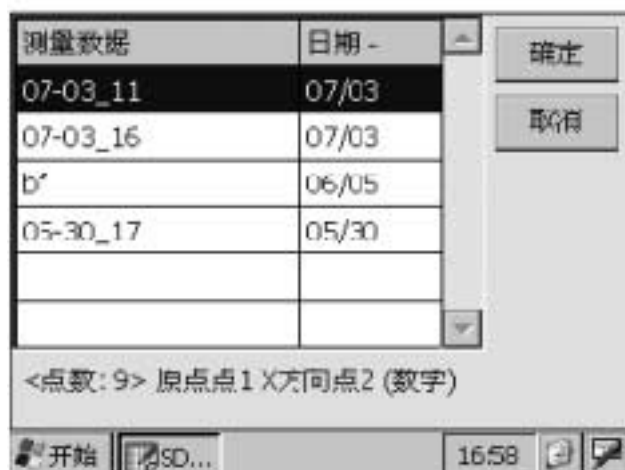 测量数据 日期 - 确定
07-03_11 07/03
07-03_16 07/03 取消
b" 06/05
05-30_17 05/30
<点数: 9> 原点点1 X方向点2 (数字)
开始 SD... 16:58